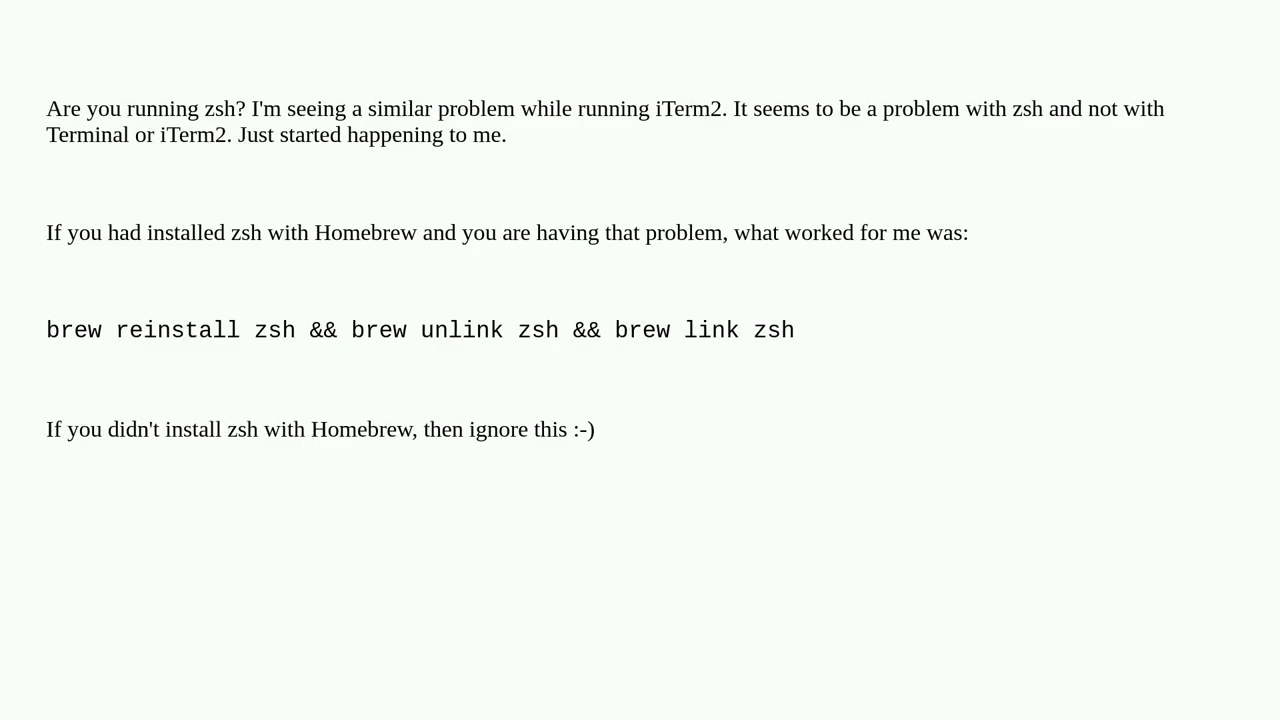 Are you running zsh? I'm seeing a similar problem while running iTerm2. It seems to be a problem with zsh and not with
Terminal or iTerm2. Just started happening to me.
If you had installed zsh with Homebrew and you are having that problem, what worked for me was:
brew reinstall zsh && brew unlink zsh && brew link zsh
If you didn't install zsh with Homebrew, then ignore this :-)